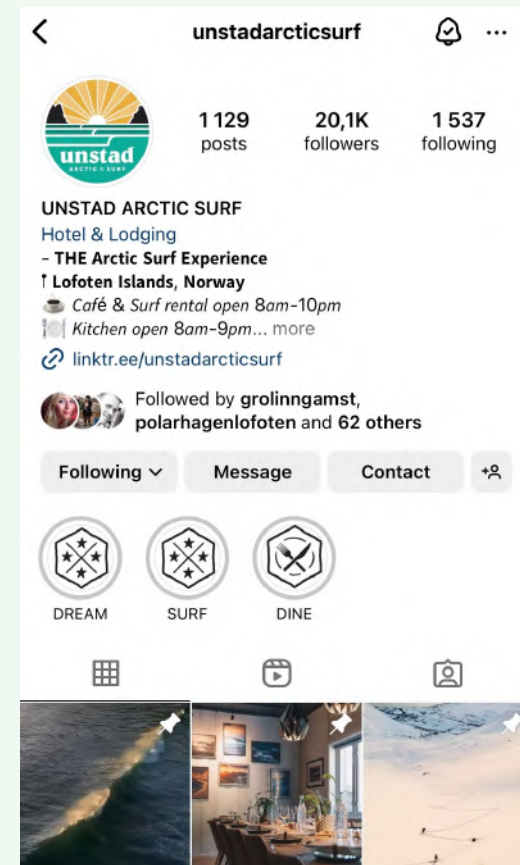 unstadarcticsurf
1 129
posts
20,1K
followers
1 537
following
unstad
ARCTIC SURF
UNSTAD ARCTIC SURF
Hotel & Lodging
– THE Arctic Surf Experience
Lofoten Islands, Norway
Café & Surf rental open 8am-10pm
Kitchen open 8am-9pm... more
linktr.ee/unstadarcticsurf
Followed by grolinngamst,
polarhagenlofoten and 62 others
Following
Message
Contact
DREAM
SURF
DINE